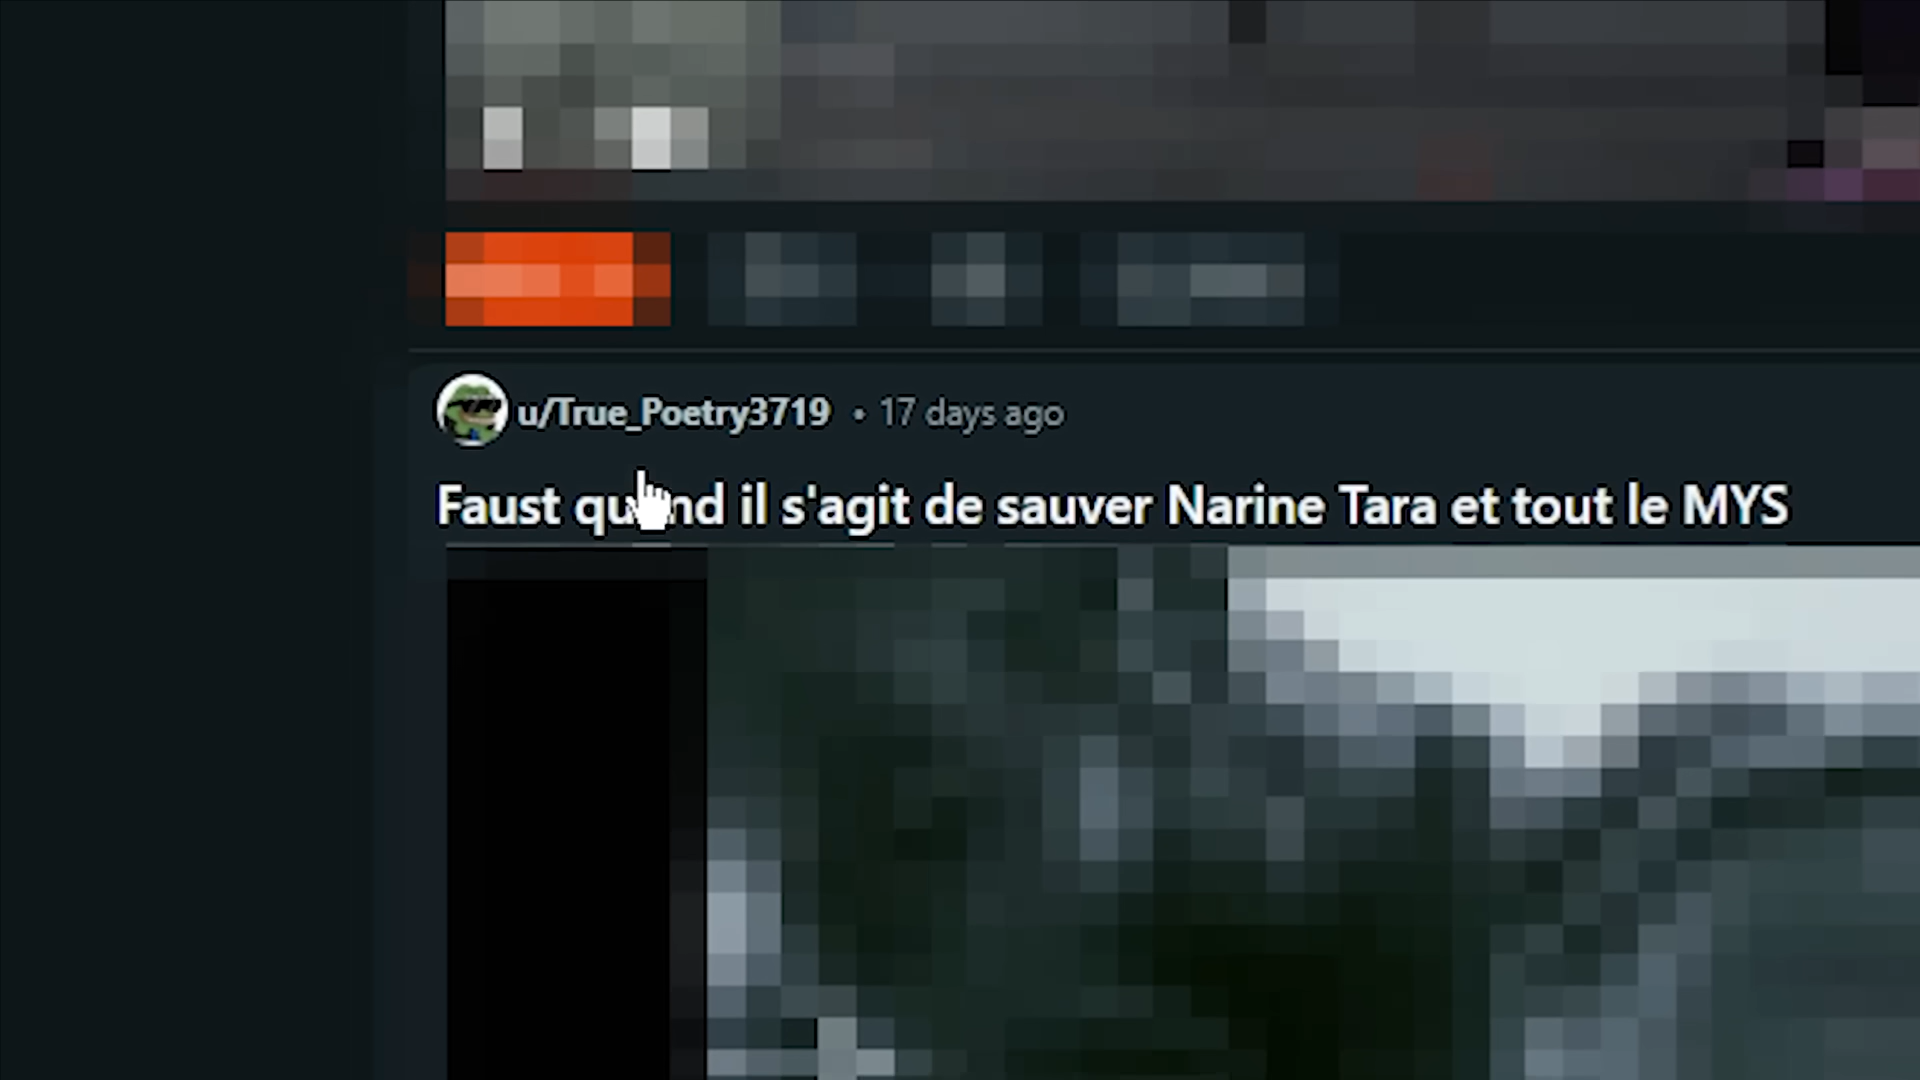 u/True_Poetry3719 • 17 days ago
Faust quand il s'agit de sauver Narine Tara et tout le MYS